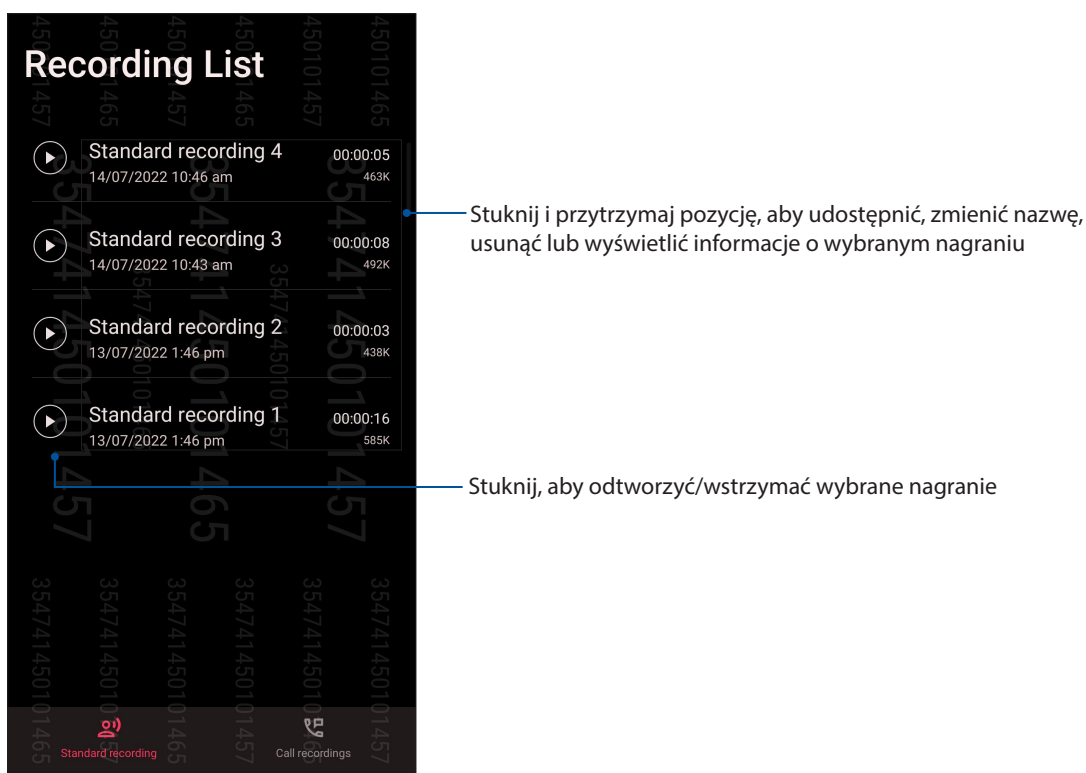 Recording List
Standard recording 4 00:00:05
14/07/2022 10:46 am 463K
Stuknij i przytrzymaj pozycję, aby udostępnić, zmienić nazwę,
usunąć lub wyświetlić informacje o wybranym nagraniu
Standard recording 3 00:00:08
14/07/2022 10:43 am 492K
Standard recording 2 00:00:03
13/07/2022 1:46 pm 438K
Standard recording 1 00:00:16
13/07/2022 1:46 pm 585K
Stuknij, aby odtworzyć/wstrzymać wybrane nagranie
Standard recording Call recordings